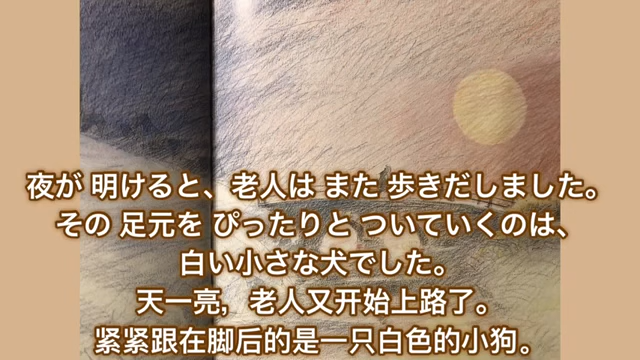 夜が 明けると、老人は また 歩きだしました。
その 足元を ぴったりと ついていくのは、
白い小さな犬でした。
天一亮，老人又开始上路了。
紧紧跟在脚后的是一只白色的小狗。